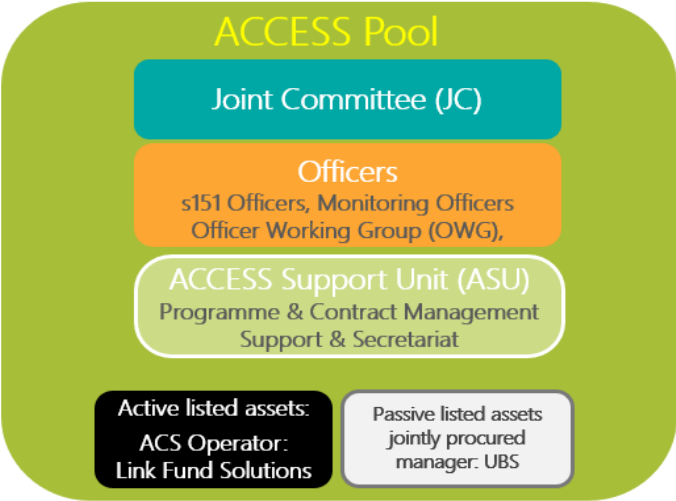 ACCESS Pool
Joint Committee (JC)
Officers
s151 Officers, Monitoring Officers
Officer Working Group (OWG),
ACCESS Support Unit (ASU)
Programme & Contract Management
Support & Secretariat
Active listed assets:
ACS Operator:
Link Fund Solutions
Passive listed assets
jointly procured
manager: UBS